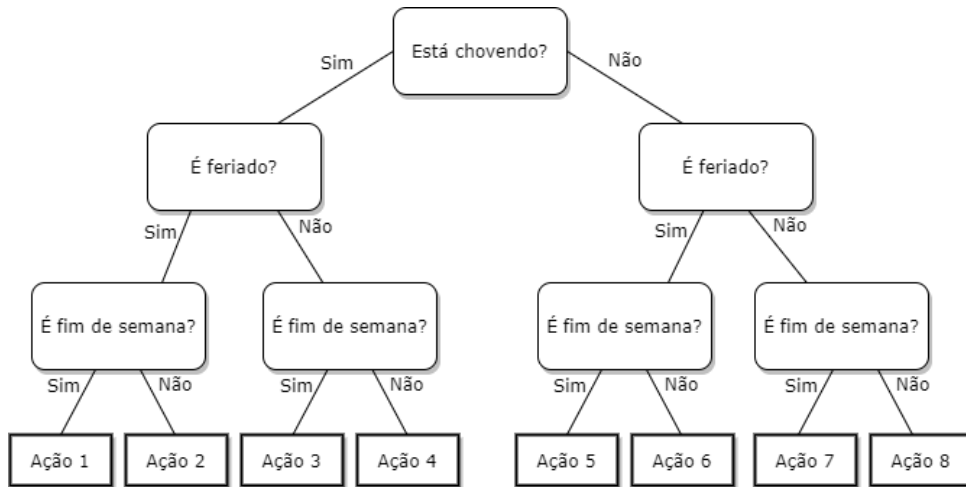 Está chovendo?
Sim
Não
É feriado?
É feriado?
Sim
Não
Sim
Não
É fim de semana?
É fim de semana?
É fim de semana?
É fim de semana?
Sim
Não
Sim
Não
Sim
Não
Sim
Não
Ação 1
Ação 2
Ação 3
Ação 4
Ação 5
Ação 6
Ação 7
Ação 8